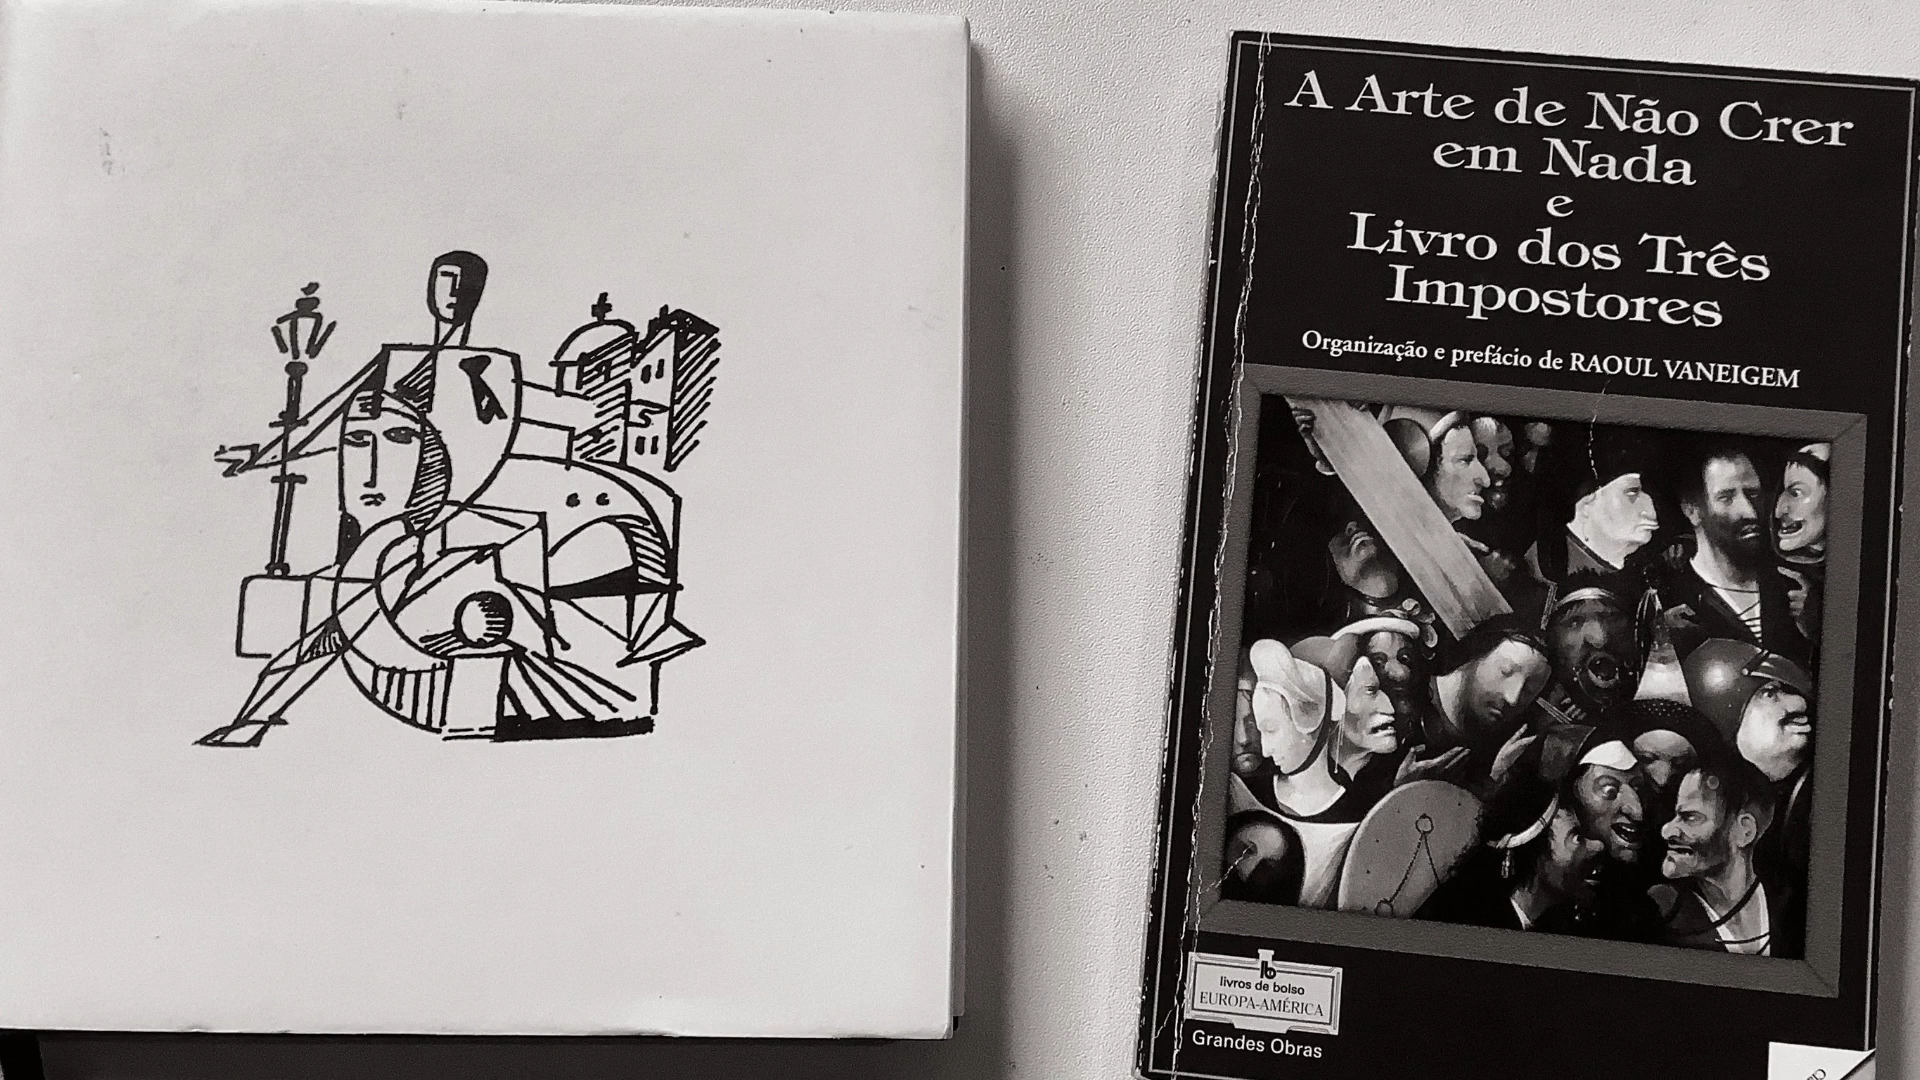 A Arte de Não Crer
em Nada
e
Livro dos Três
Impostores
Organização e prefácio de RAOUL VANEIGEM
lb
livros de bolso
EUROPA-AMÉRICA
Grandes Obras